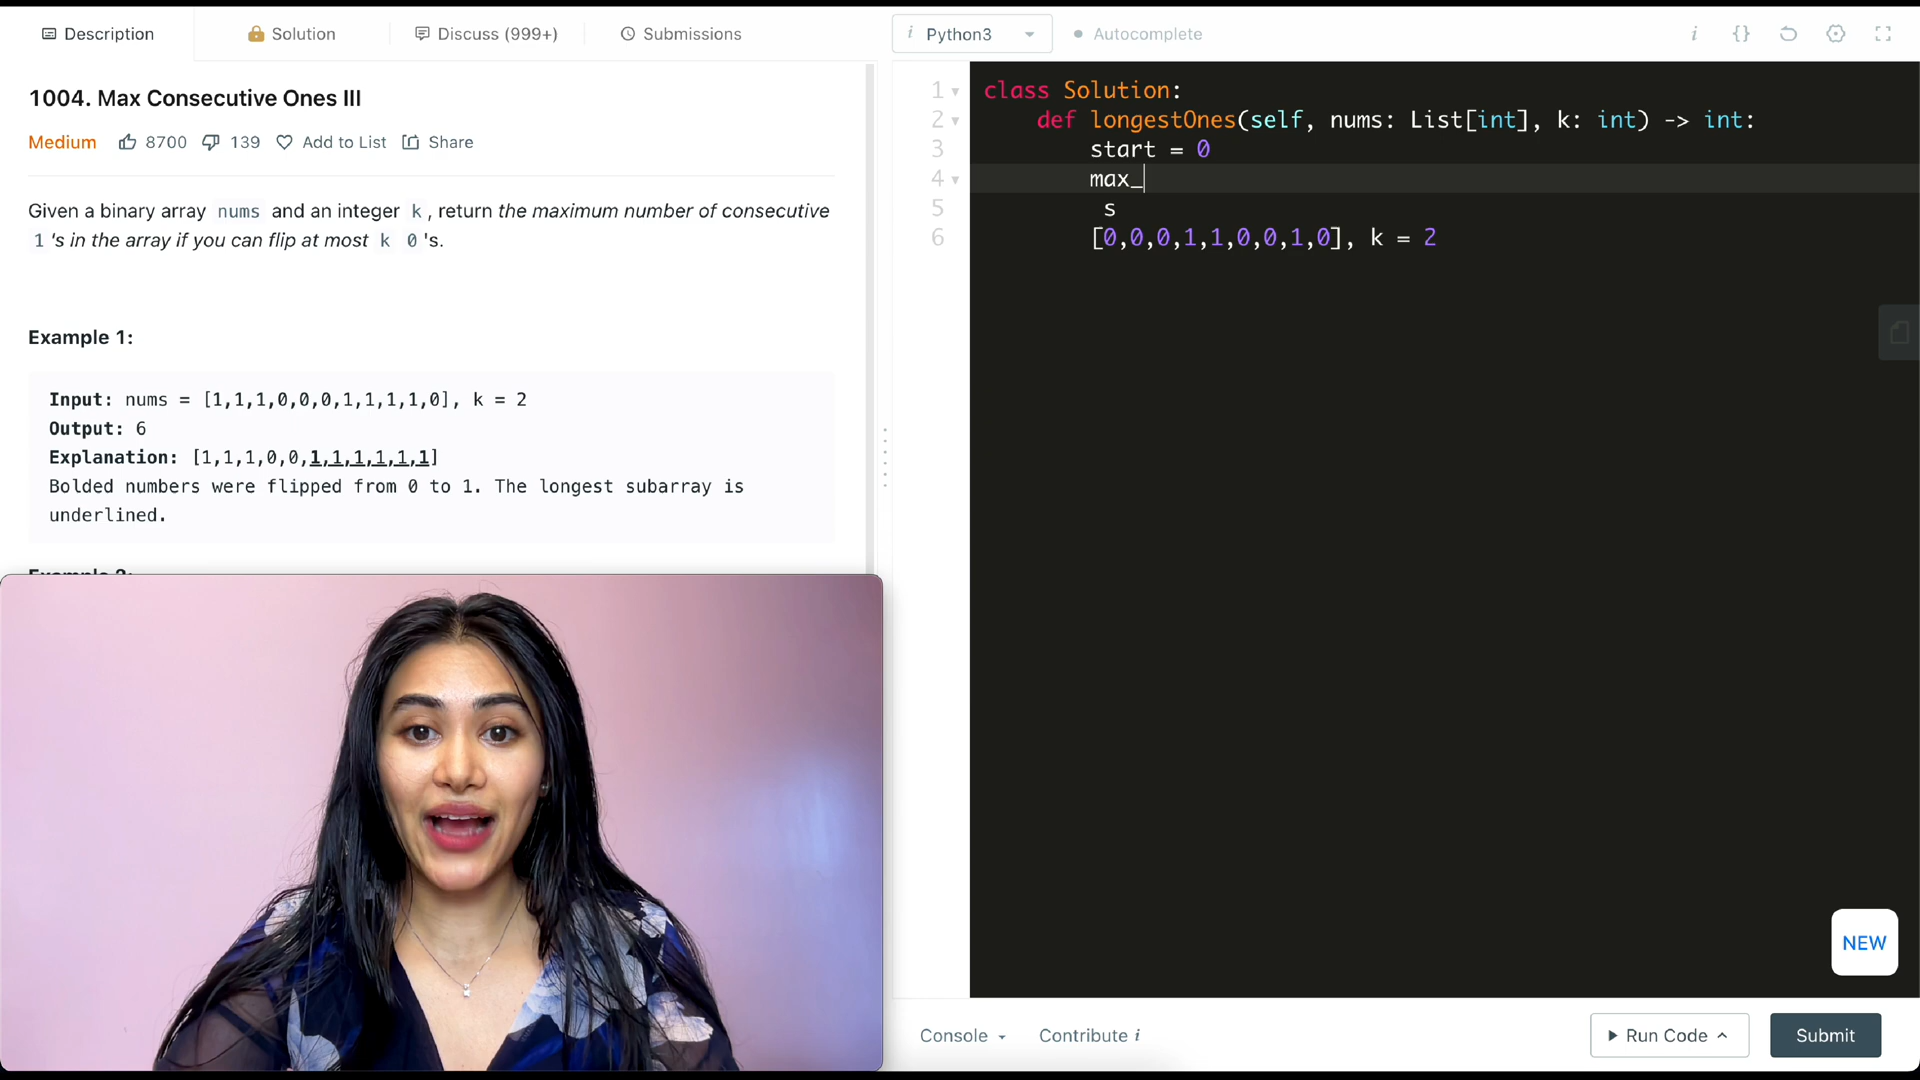 Description
Solution
Discuss (999+)
Submissions
i Python3
Autocomplete
i {}
1004. Max Consecutive Ones III
Medium 8700 139 Add to List Share
Given a binary array nums and an integer k , return the maximum number of consecutive
1 's in the array if you can flip at most k 0 's.
Example 1:
Input: nums = [1,1,1,0,0,0,1,1,1,1,0], k = 2
Output: 6
Explanation: [1,1,1,0,0,1,1,1,1,1,1]
Bolded numbers were flipped from 0 to 1. The longest subarray is
underlined.
Example 2:
1 class Solution:
2 def longestOnes(self, nums: List[int], k: int) -> int:
3 start = 0
4 max_
5 s
6 [0,0,0,1,1,0,0,1,0], k = 2
NEW
Console
Contribute i
Run Code
Submit